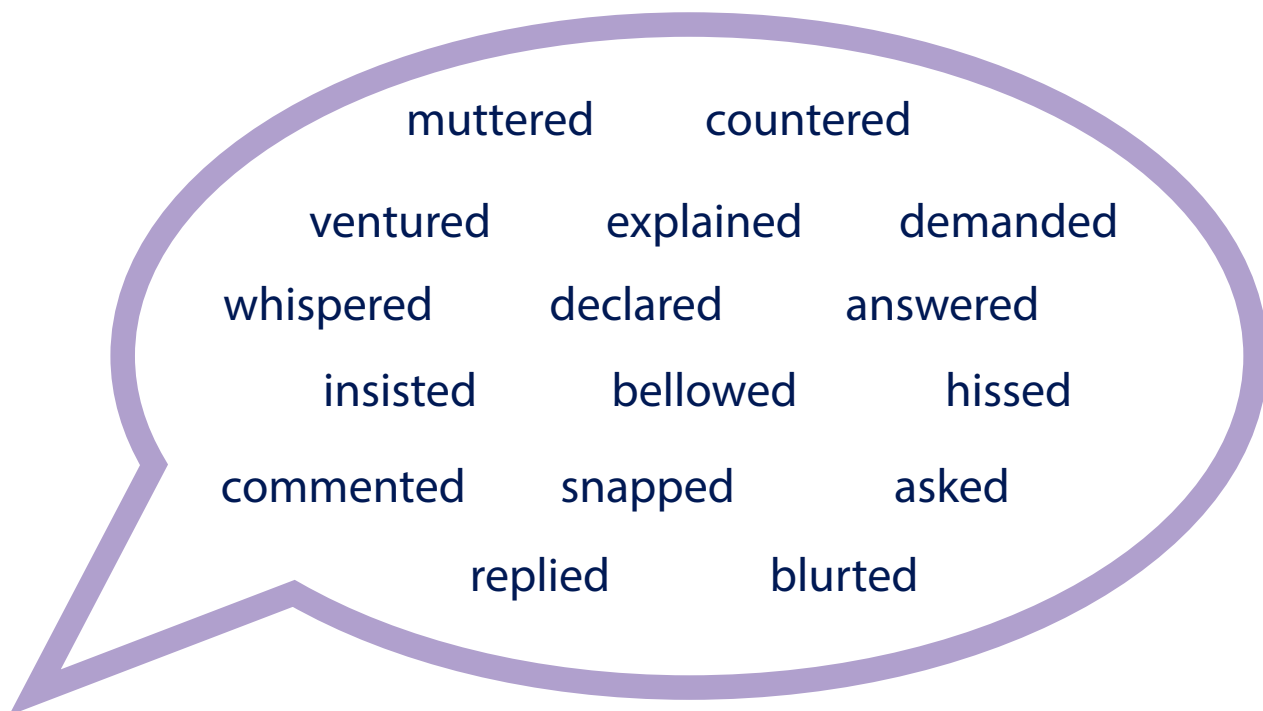 muttered countered
ventured explained demanded
whispered declared answered
insisted bellowed hissed
commented snapped asked
replied blurted